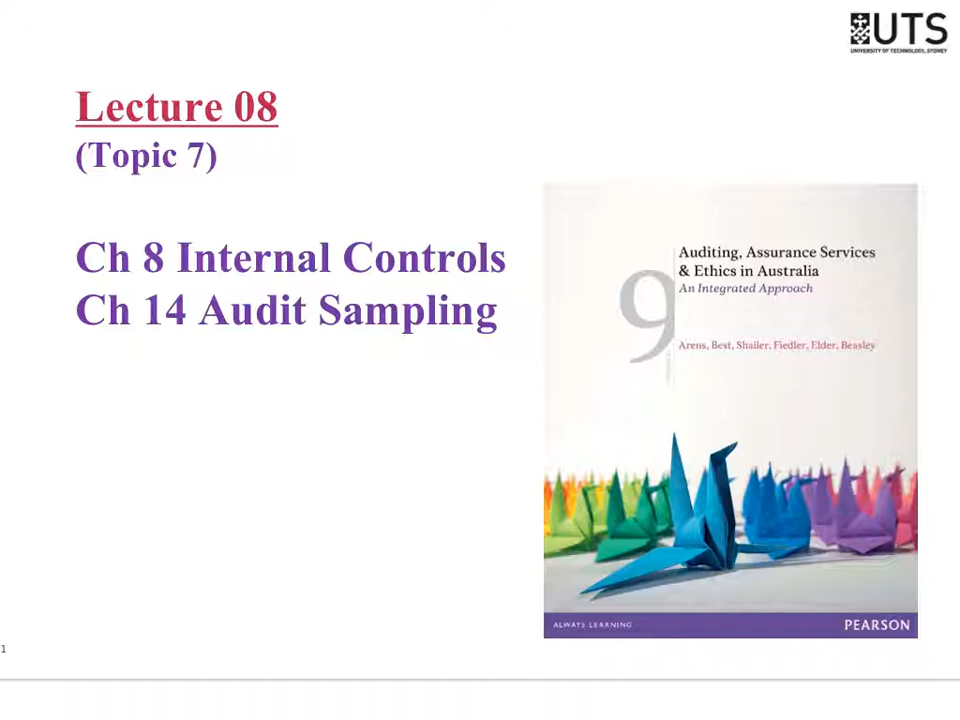 UTS
UNIVERSITY OF TECHNOLOGY, SYDNEY
Lecture 08
(Topic 7)
Ch 8 Internal Controls
Ch 14 Audit Sampling
9
Auditing, Assurance Services
& Ethics in Australia
An Integrated Approach
Arens, Best, Shailer, Fiedler, Elder, Beasley
ALWAYS LEARNING
PEARSON
1